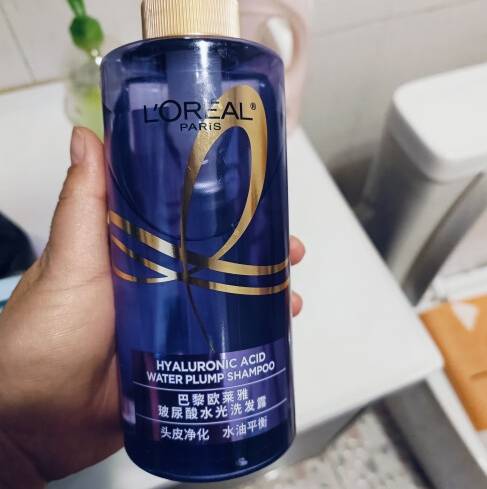 L'ORÉAL®
PARIS
HYALURONIC ACID
WATER PLUMP SHAMPOO
巴黎欧莱雅
玻尿酸水光洗发露
头皮净化 水油平衡